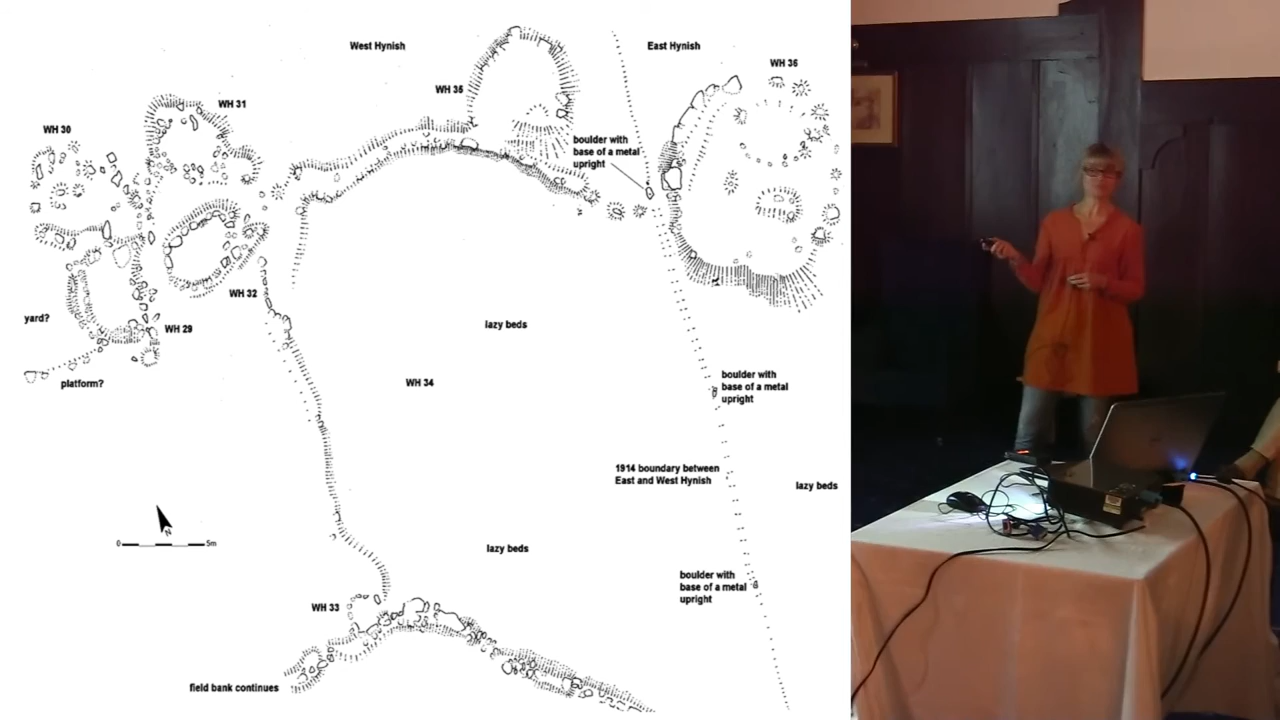 West Hynish
East Hynish
WH 36
WH 35
WH 31
WH 30
boulder with
base of a metal
upright
WH 32
yard?
WH 29
lazy beds
platform?
WH 34
boulder with
base of a metal
upright
1914 boundary between
East and West Hynish
lazy beds
N
0
5m
lazy beds
boulder with
base of a metal
upright
WH 33
field bank continues